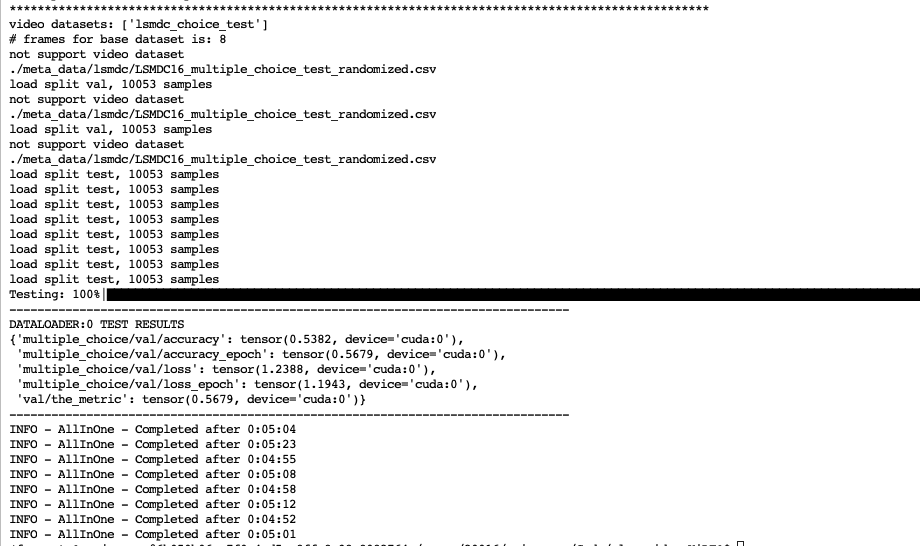 ****************************************************************************************************
video datasets: ['lsmdc_choice_test']
# frames for base dataset is: 8
not support video dataset
./meta_data/lsmdc/LSMDC16_multiple_choice_test_randomized.csv
load split val, 10053 samples
not support video dataset
./meta_data/lsmdc/LSMDC16_multiple_choice_test_randomized.csv
load split val, 10053 samples
not support video dataset
./meta_data/lsmdc/LSMDC16_multiple_choice_test_randomized.csv
load split test, 10053 samples
load split test, 10053 samples
load split test, 10053 samples
load split test, 10053 samples
load split test, 10053 samples
load split test, 10053 samples
load split test, 10053 samples
load split test, 10053 samples
Testing: 100%|
--------------------------------------------------------------------------------
DATALOADER:0 TEST RESULTS
{'multiple_choice/val/accuracy': tensor(0.5382, device='cuda:0'),
 'multiple_choice/val/accuracy_epoch': tensor(0.5679, device='cuda:0'),
 'multiple_choice/val/loss': tensor(1.2388, device='cuda:0'),
 'multiple_choice/val/loss_epoch': tensor(1.1943, device='cuda:0'),
 'val/the_metric': tensor(0.5679, device='cuda:0')}
--------------------------------------------------------------------------------
INFO - AllInOne - Completed after 0:05:04
INFO - AllInOne - Completed after 0:05:23
INFO - AllInOne - Completed after 0:04:55
INFO - AllInOne - Completed after 0:05:08
INFO - AllInOne - Completed after 0:04:58
INFO - AllInOne - Completed after 0:05:12
INFO - AllInOne - Completed after 0:04:52
INFO - AllInOne - Completed after 0:05:01